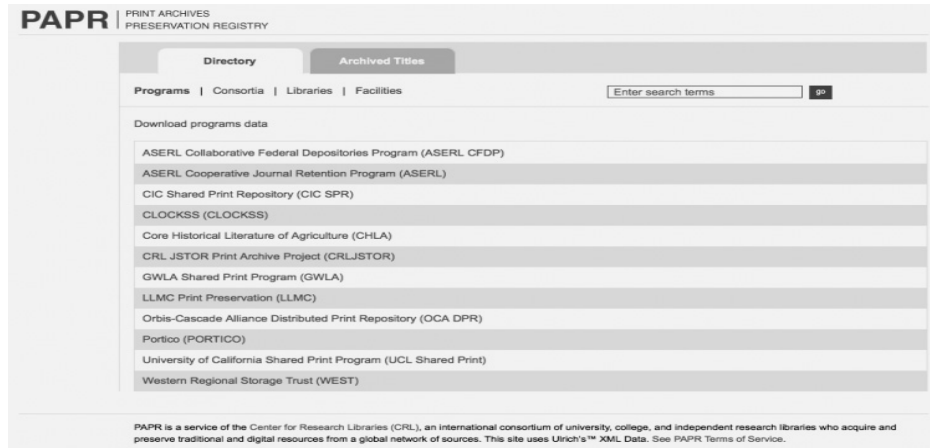 PAPR | PRINT ARCHIVES
PRESERVATION REGISTRY
Directory
Archived Titles
Programs | Consortia | Libraries | Facilities
Enter search terms
go
Download programs data
ASERL Collaborative Federal Depositories Program (ASERL CFDP)
ASERL Cooperative Journal Retention Program (ASERL)
CIC Shared Print Repository (CIC SPR)
CLOCKSS (CLOCKSS)
Core Historical Literature of Agriculture (CHLA)
CRL JSTOR Print Archive Project (CRLJSTOR)
GWLA Shared Print Program (GWLA)
LLMC Print Preservation (LLMC)
Orbis-Cascade Alliance Distributed Print Repository (OCA DPR)
Portico (PORTICO)
University of California Shared Print Program (UCL Shared Print)
Western Regional Storage Trust (WEST)
PAPR is a service of the Center for Research Libraries (CRL), an international consortium of university, college, and independent research libraries who acquire and
preserve traditional and digital resources from a global network of sources. This site uses Ulrich's™ XML Data. See PAPR Terms of Service.